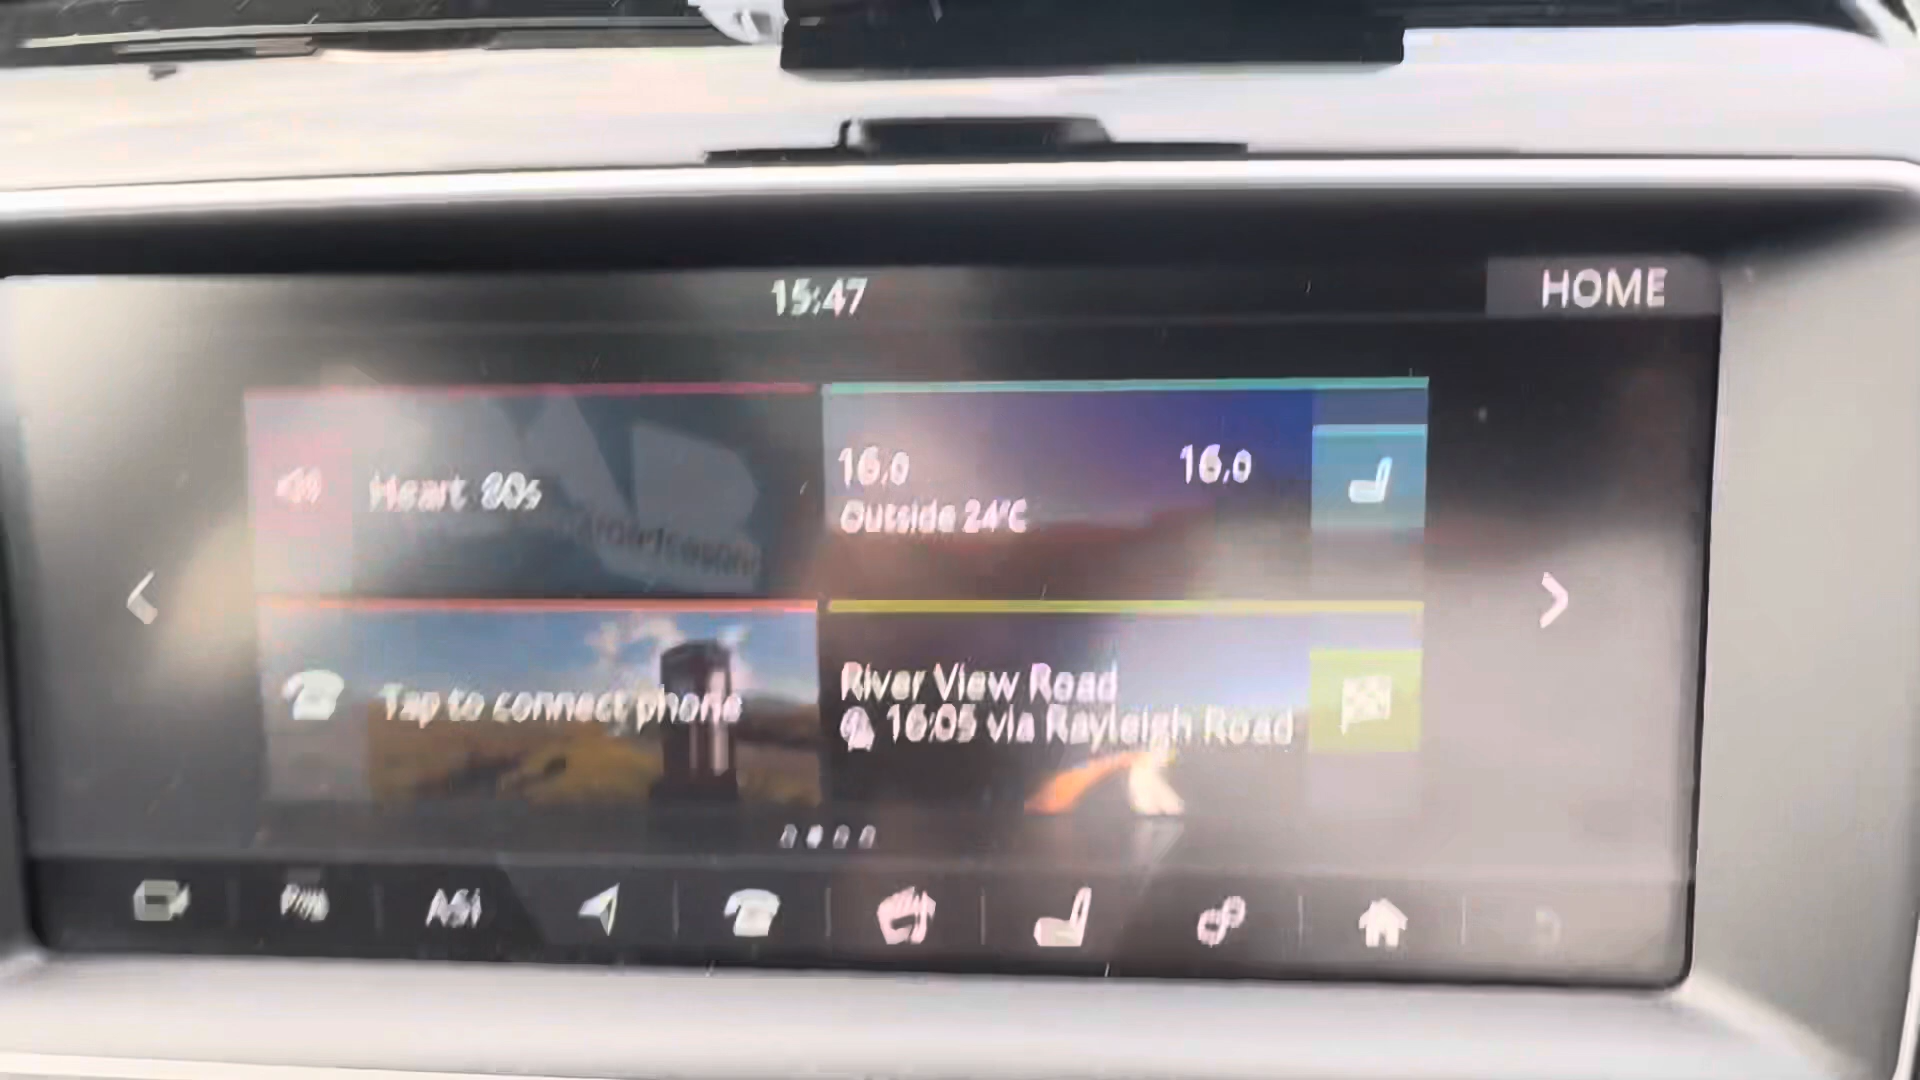 15:47
HOME
Heart 80s
16.0
16.0
Outside 24°C
Tap to connect phone
River View Road
16:05 via Rayleigh Road